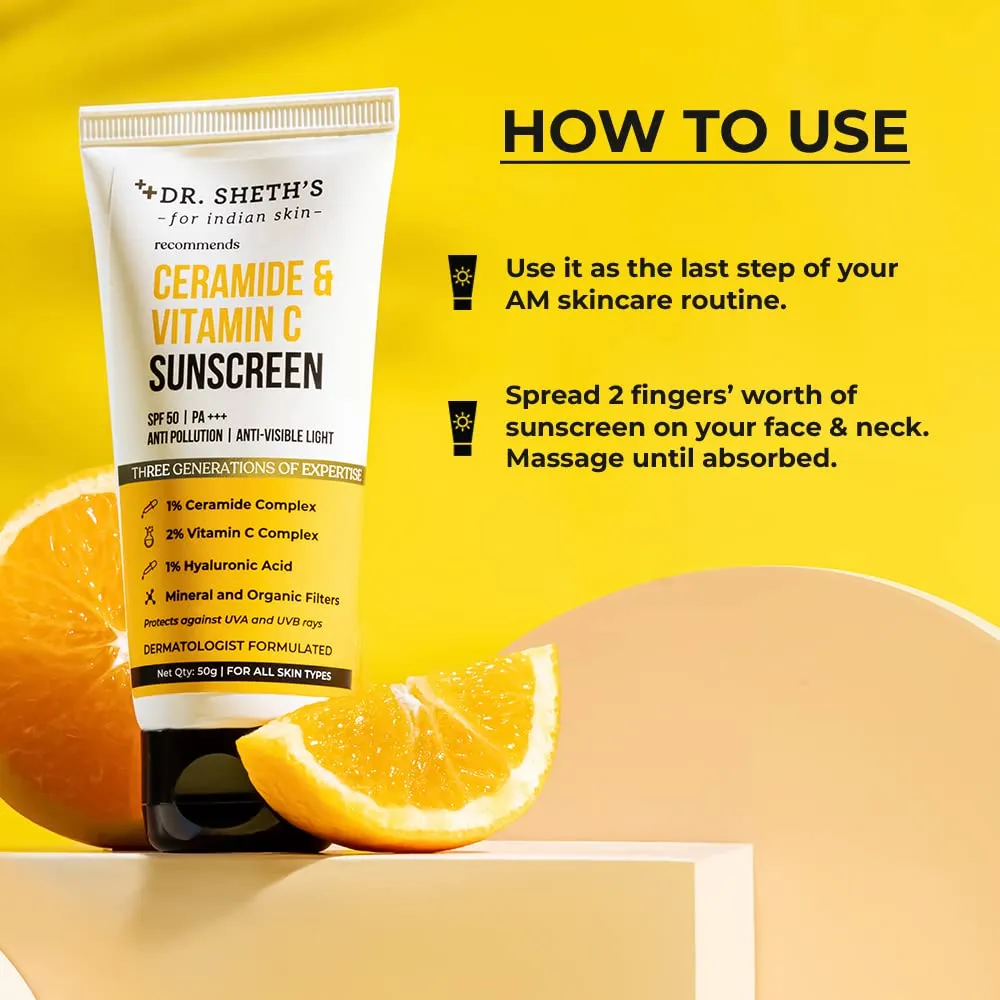 DR. SHETH'S
-for indian skin-
recommends
CERAMIDE &
VITAMIN C
SUNSCREEN
SPF 50 | PA +++
ANTI POLLUTION | ANTI-VISIBLE LIGHT
THREE GENERATIONS OF EXPERTISE
1% Ceramide Complex
2% Vitamin C Complex
1% Hyaluronic Acid
Mineral and Organic Filters
Protects against UVA and UVB rays
DERMATOLOGIST FORMULATED
Net Qty: 50g | FOR ALL SKIN TYPES
HOW TO USE
Use it as the last step of your
AM skincare routine.
Spread 2 fingers’ worth of
sunscreen on your face & neck.
Massage until absorbed.